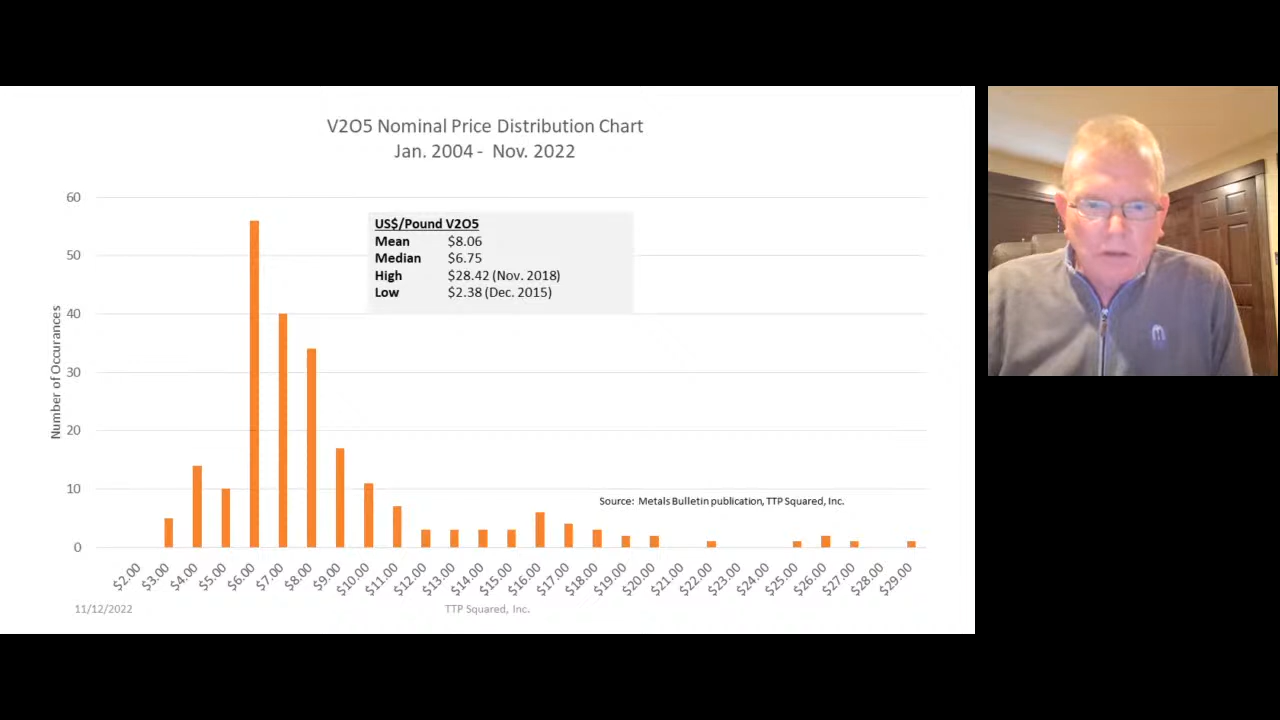 V2O5 Nominal Price Distribution Chart
Jan. 2004 - Nov. 2022
60
50
40
30
20
10
0
Number of Occurances
US$/Pound V2O5
Mean $8.06
Median $6.75
High $28.42 (Nov. 2018)
Low $2.38 (Dec. 2015)
Source: Metals Bulletin publication, TTP Squared, Inc.
$2.00 $3.00 $4.00 $5.00 $6.00 $7.00 $8.00 $9.00 $10.00 $11.00 $12.00 $13.00 $14.00 $15.00 $16.00 $17.00 $18.00 $19.00 $20.00 $21.00 $22.00 $23.00 $24.00 $25.00 $26.00 $27.00 $28.00 $29.00
11/12/2022 TTP Squared, Inc.